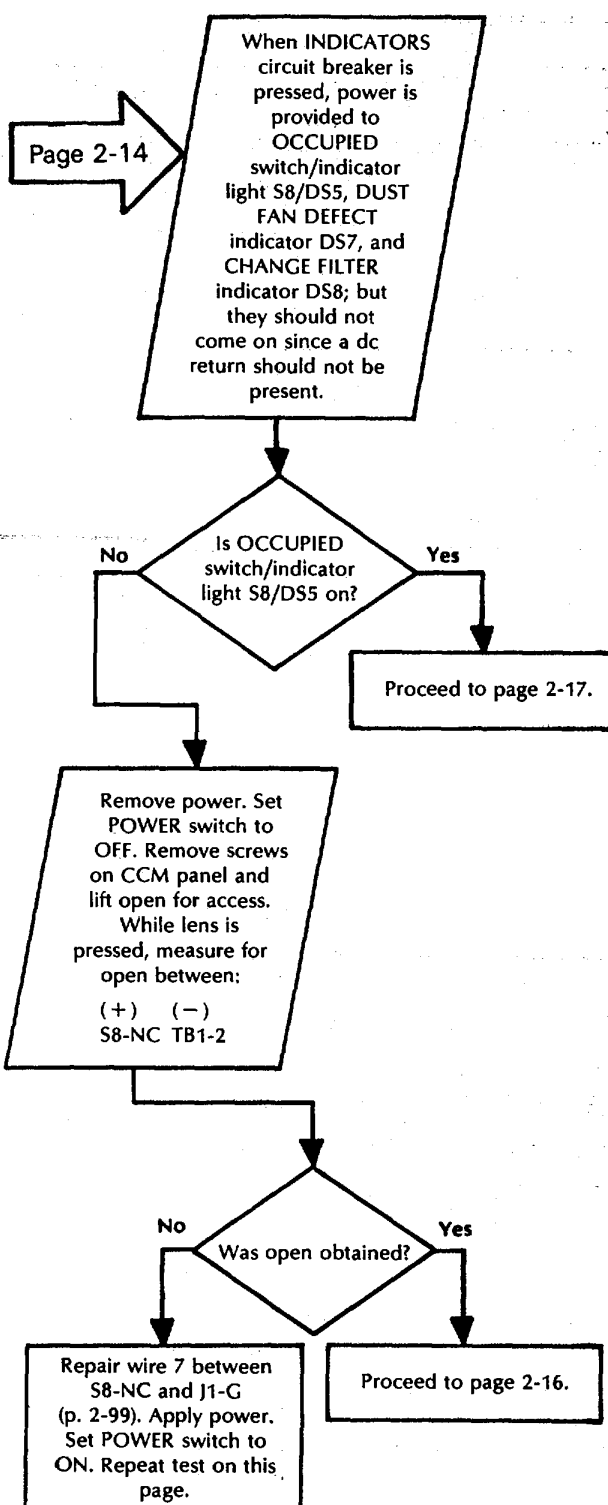 When INDICATORS
circuit breaker is
pressed, power is
provided to
OCCUPIED
switch/indicator
light S8/DS5, DUST
FAN DEFECT
indicator DS7, and
CHANGE FILTER
indicator DS8; but
they should not
come on since a dc
return should not be
present.
Page 2-14
Is OCCUPIED
switch/indicator
light S8/DS5 on?
No
Yes
Proceed to page 2-17.
Remove power. Set
POWER switch to
OFF. Remove screws
on CCM panel and
lift open for access.
While lens is
pressed, measure for
open between:
(+) (−)
S8-NC TB1-2
Was open obtained?
No
Yes
Repair wire 7 between
S8-NC and J1-G
(p. 2-99). Apply power.
Set POWER switch to
ON. Repeat test on this
page.
Proceed to page 2-16.